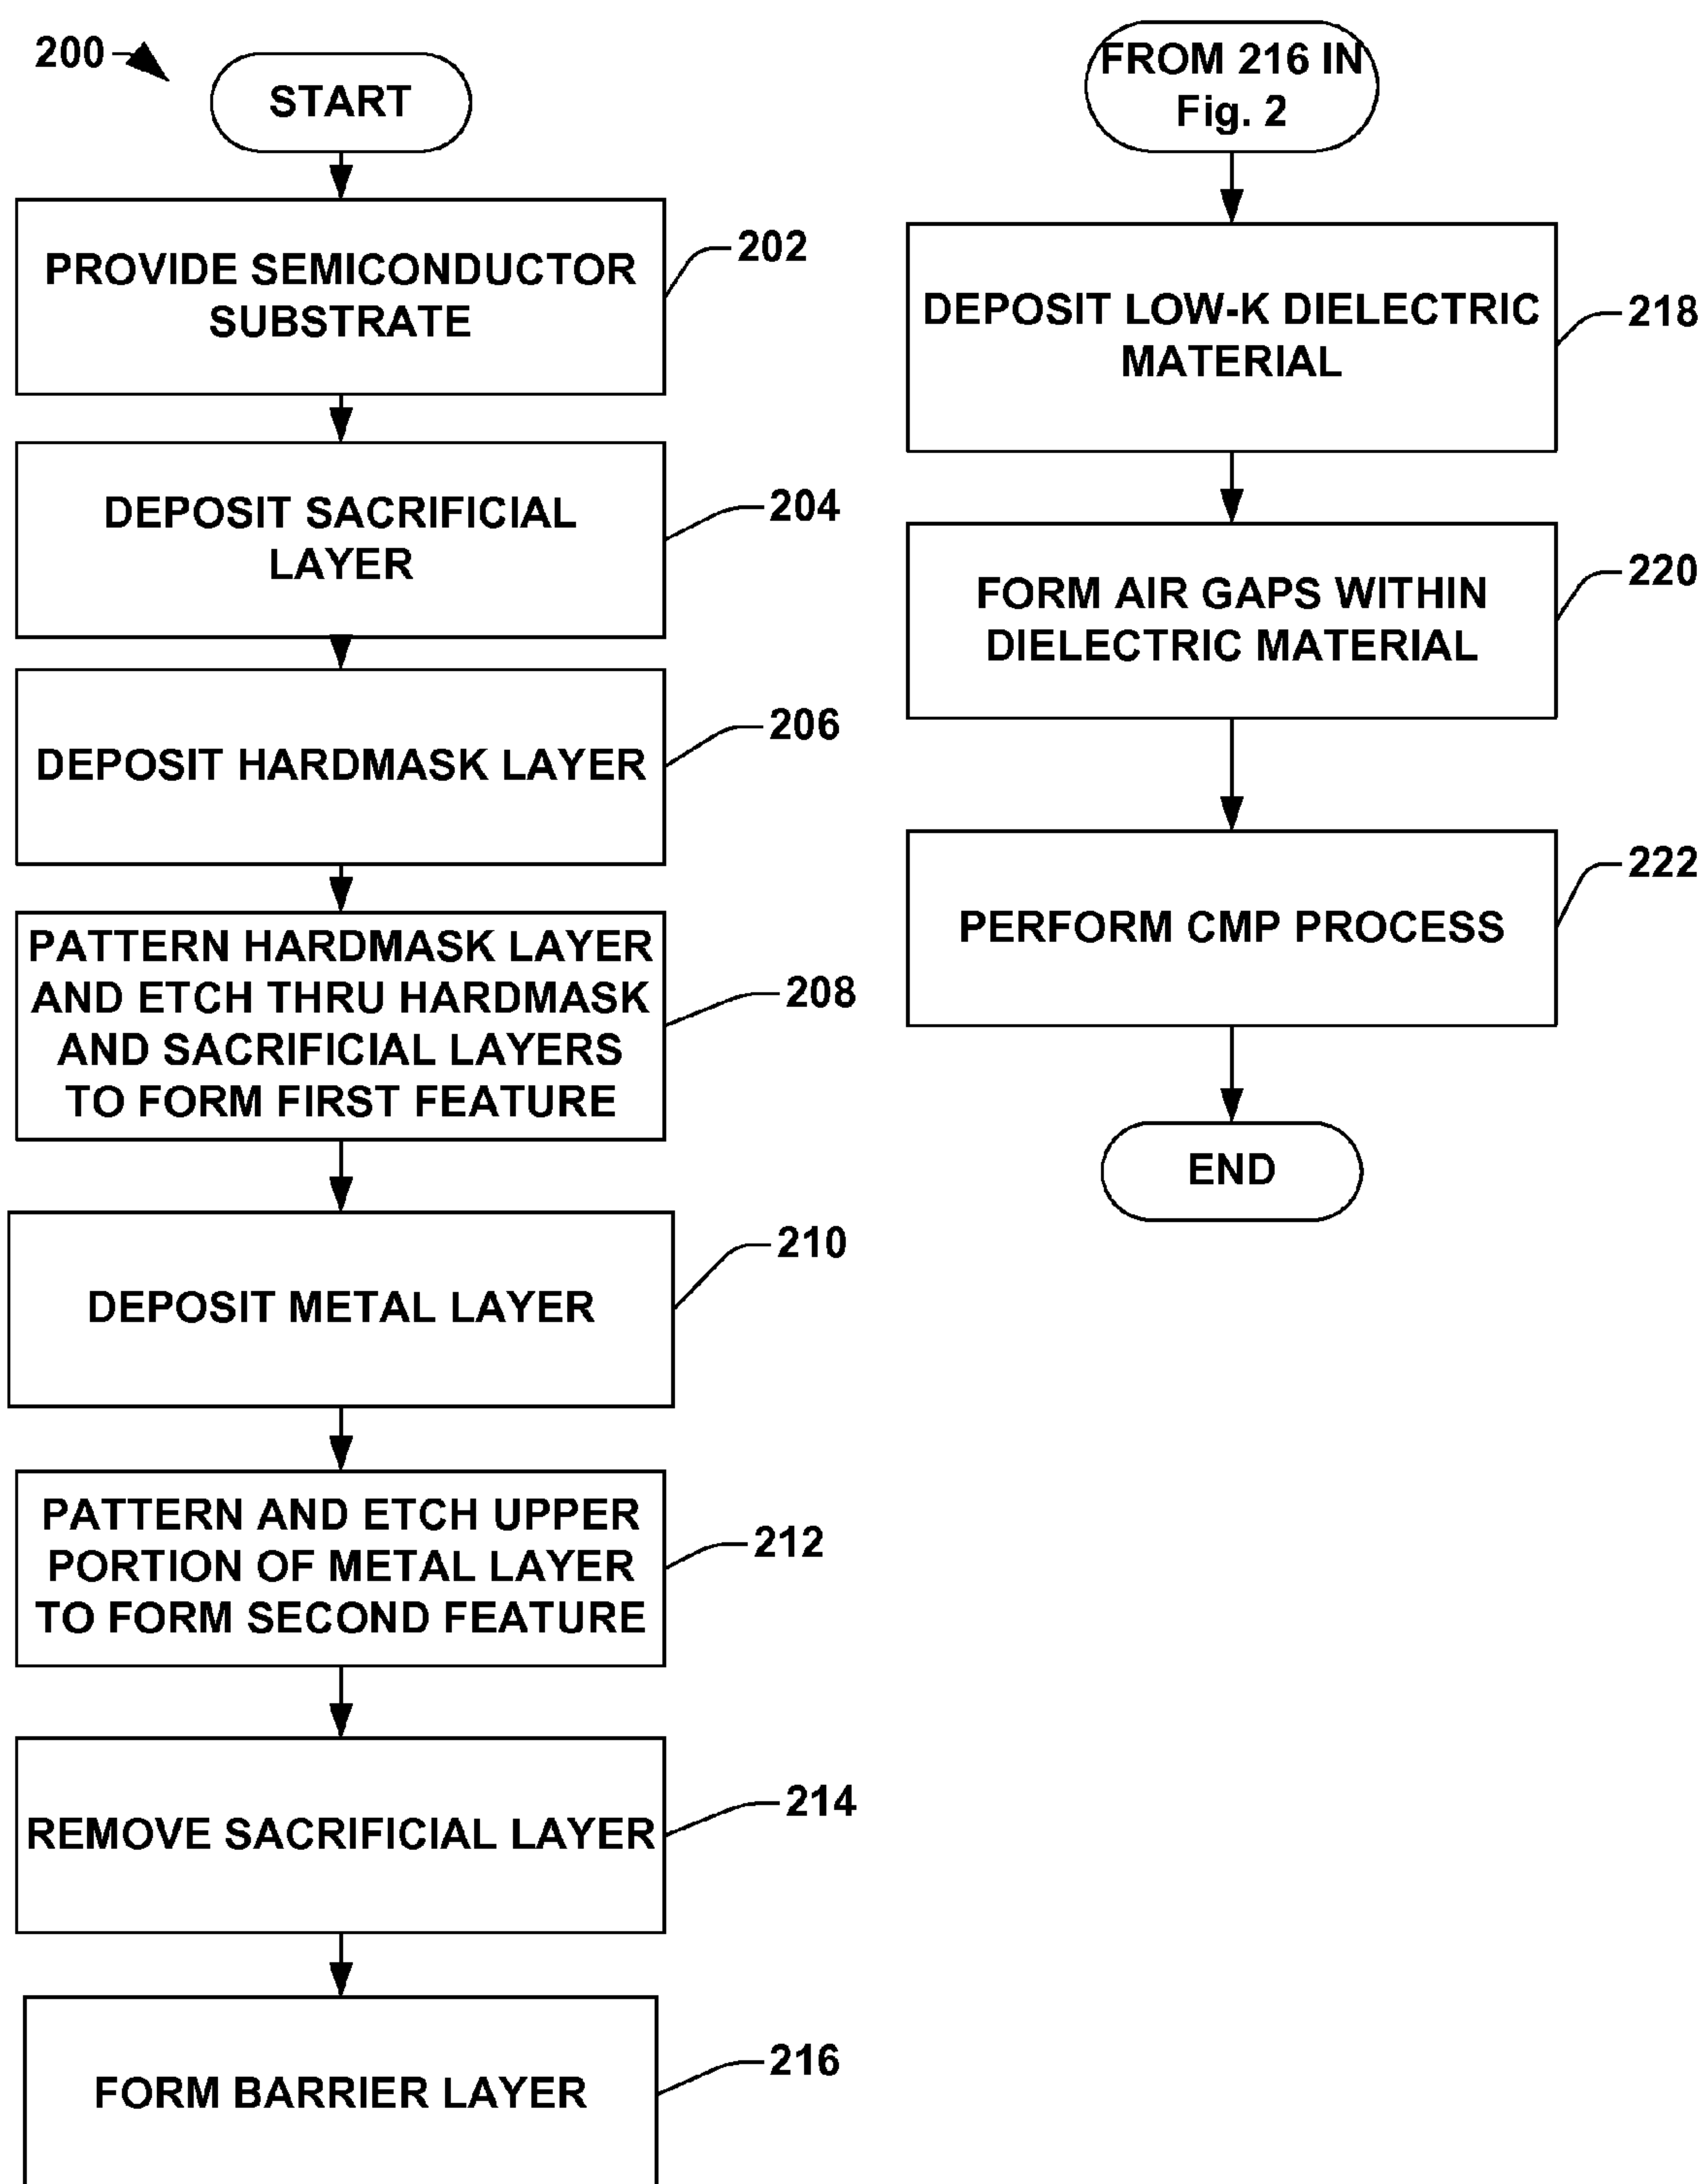 200
START
PROVIDE SEMICONDUCTOR
SUBSTRATE
202
DEPOSIT SACRIFICIAL
LAYER
204
DEPOSIT HARDMASK LAYER
206
PATTERN HARDMASK LAYER
AND ETCH THRU HARDMASK
AND SACRIFICIAL LAYERS
TO FORM FIRST FEATURE
208
DEPOSIT METAL LAYER
210
PATTERN AND ETCH UPPER
PORTION OF METAL LAYER
TO FORM SECOND FEATURE
212
REMOVE SACRIFICIAL LAYER
214
FORM BARRIER LAYER
216
FROM 216 IN
Fig. 2
DEPOSIT LOW-K DIELECTRIC
MATERIAL
218
FORM AIR GAPS WITHIN
DIELECTRIC MATERIAL
220
PERFORM CMP PROCESS
222
END